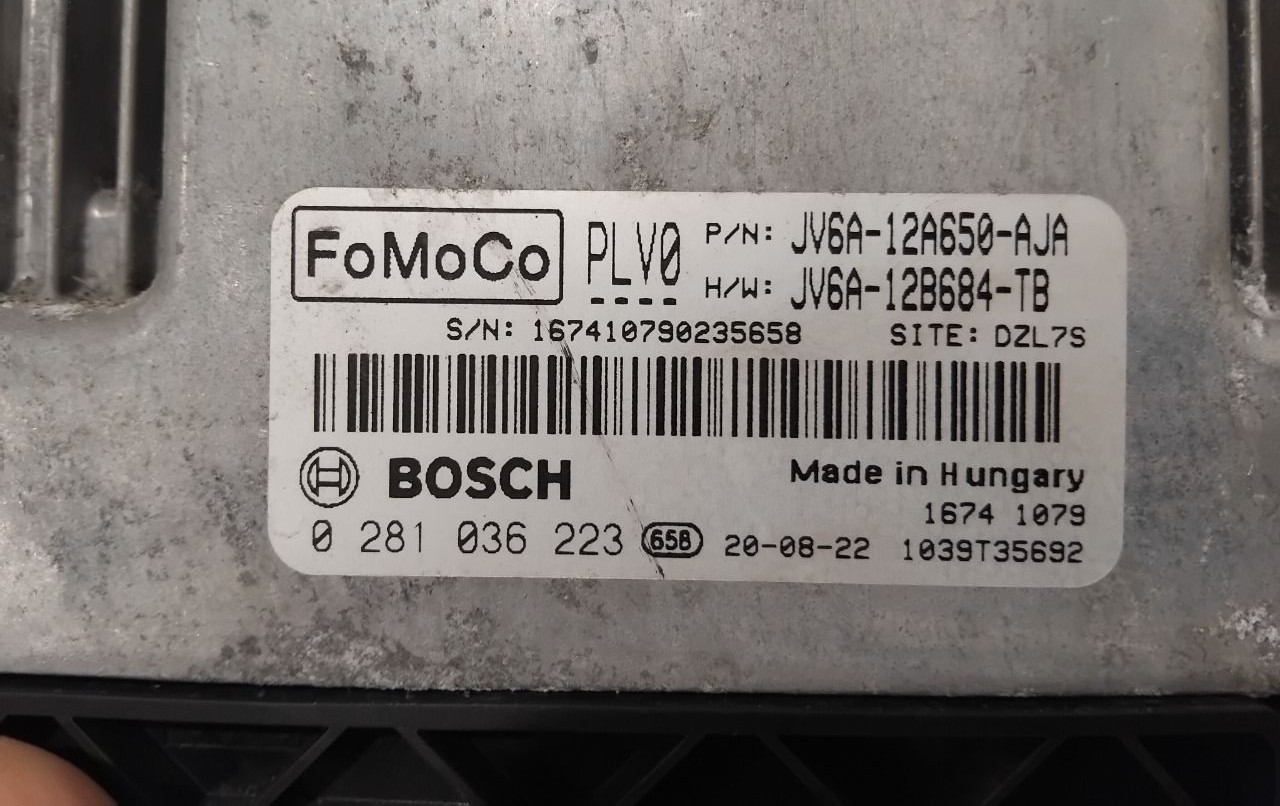 FoMoCo PLV0 P/N: JV6A-12A650-AJA
H/W: JV6A-12B684-TB
S/N: 167410790235658 SITE: DZL7S
BOSCH Made in Hungary
1674 1079
0 281 036 223 65B 20-08-22 1039T35692